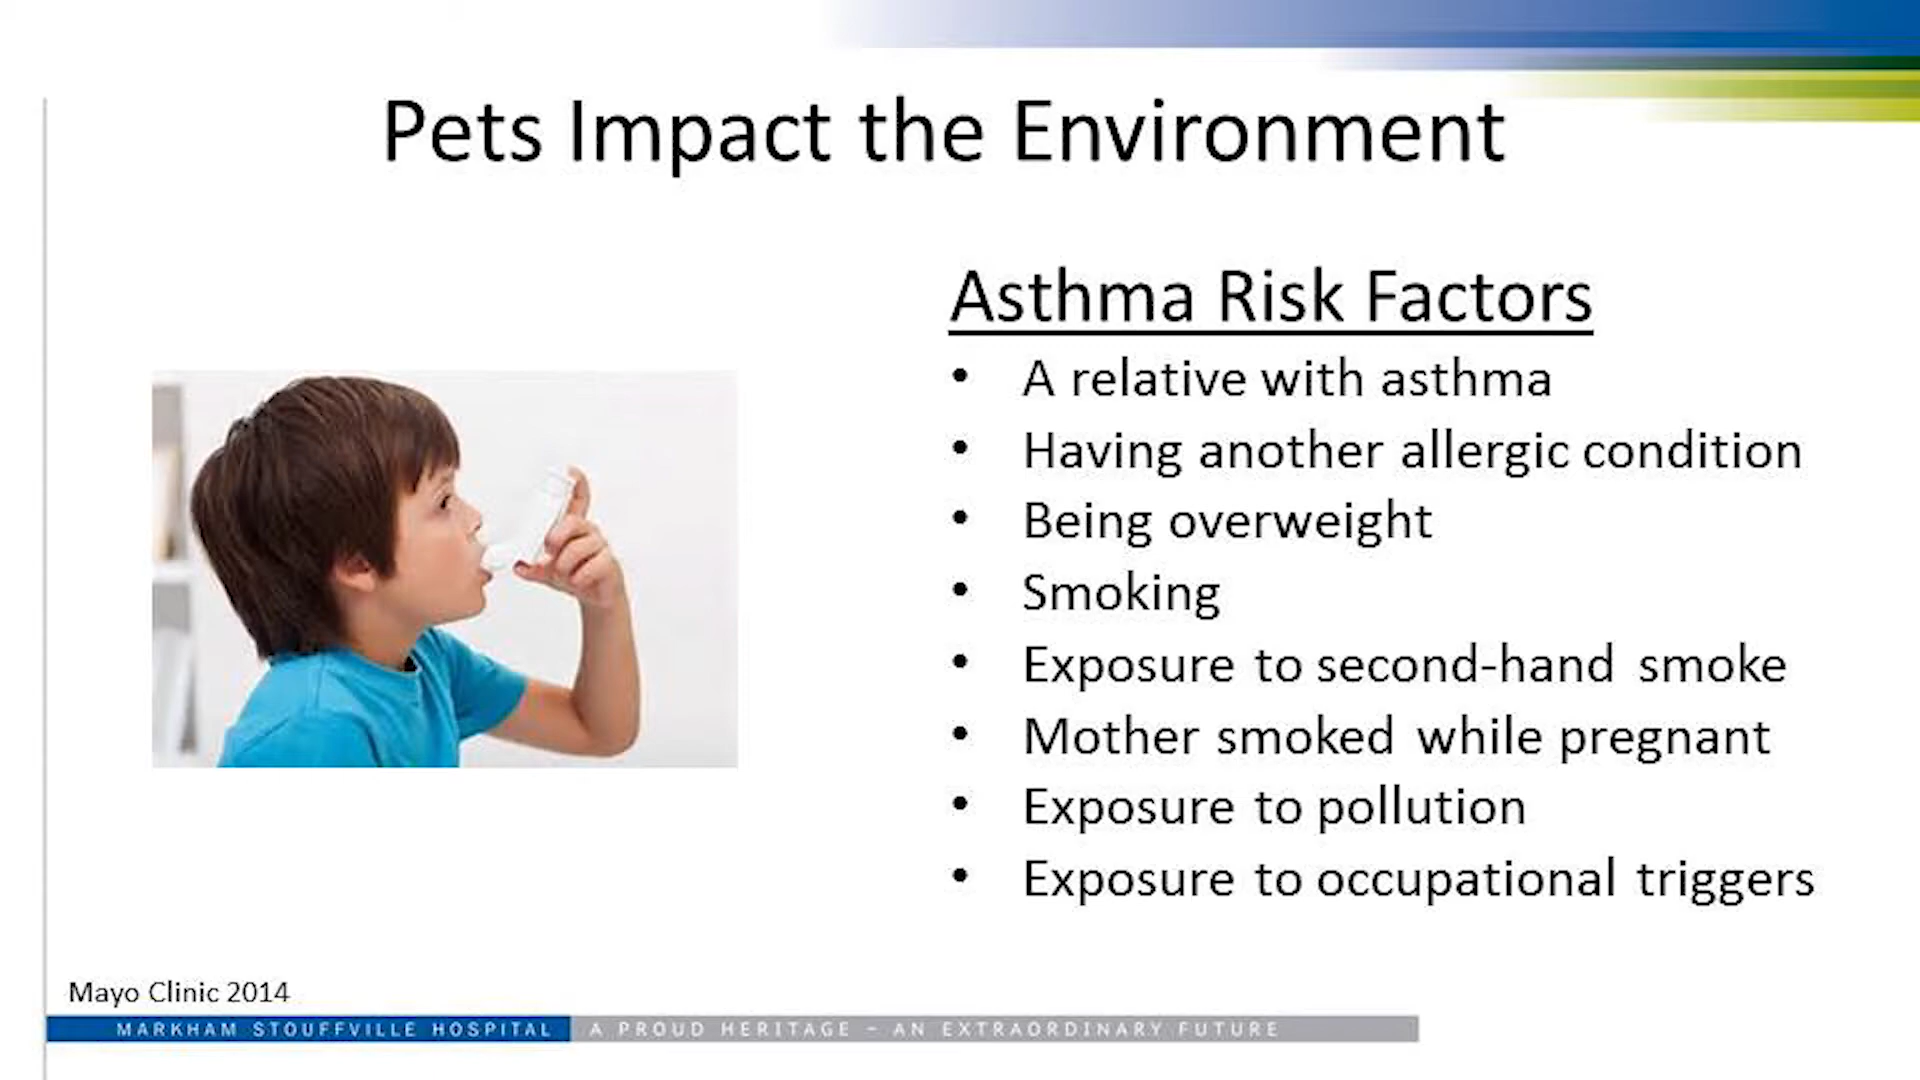 Pets Impact the Environment
Asthma Risk Factors
• A relative with asthma
• Having another allergic condition
• Being overweight
• Smoking
• Exposure to second-hand smoke
• Mother smoked while pregnant
• Exposure to pollution
• Exposure to occupational triggers
Mayo Clinic 2014
MARKHAM STOUFFVILLE HOSPITAL A PROUD HERITAGE – AN EXTRAORDINARY FUTURE